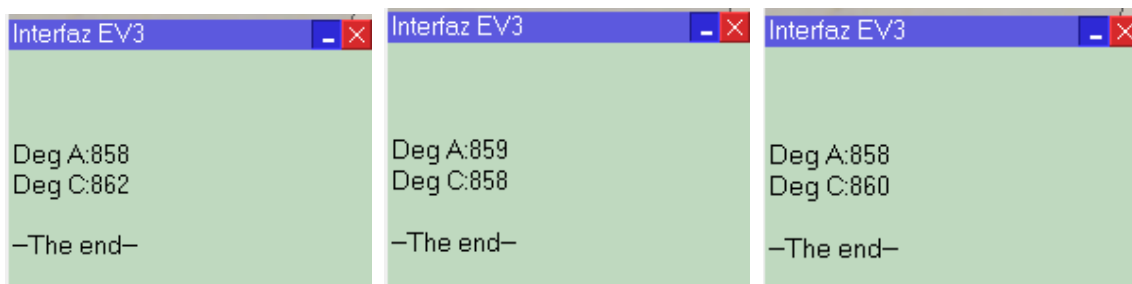 Interfaz EV3
Deg A:858
Deg C:862
–The end–
Interfaz EV3
Deg A:859
Deg C:858
–The end–
Interfaz EV3
Deg A:858
Deg C:860
–The end–